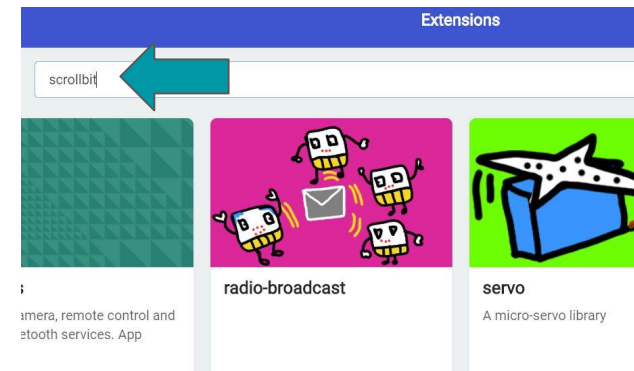 Extensions
scrollbit
radio-broadcast
servo
amera, remote control and
etooth services. App
A micro-servo library